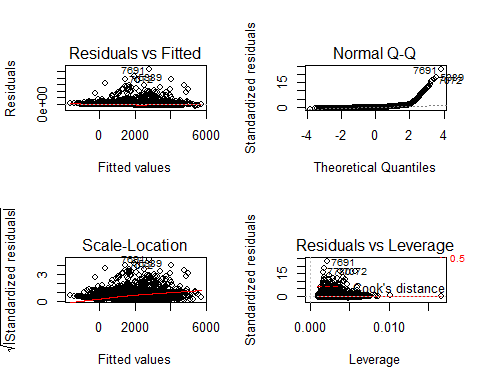 Residuals vs Fitted
Residuals
0e+00
7691
0 2000 6000
Fitted values
Normal Q-Q
Standardized residuals
0 15
7691
-4 -2 0 2 4
Theoretical Quantiles
Scale-Location
√|Standardized residuals|
0 3
7691
0 2000 6000
Fitted values
Residuals vs Leverage
Standardized residuals
0 15
7691
0.5
Cook's distance
0.000 0.010
Leverage